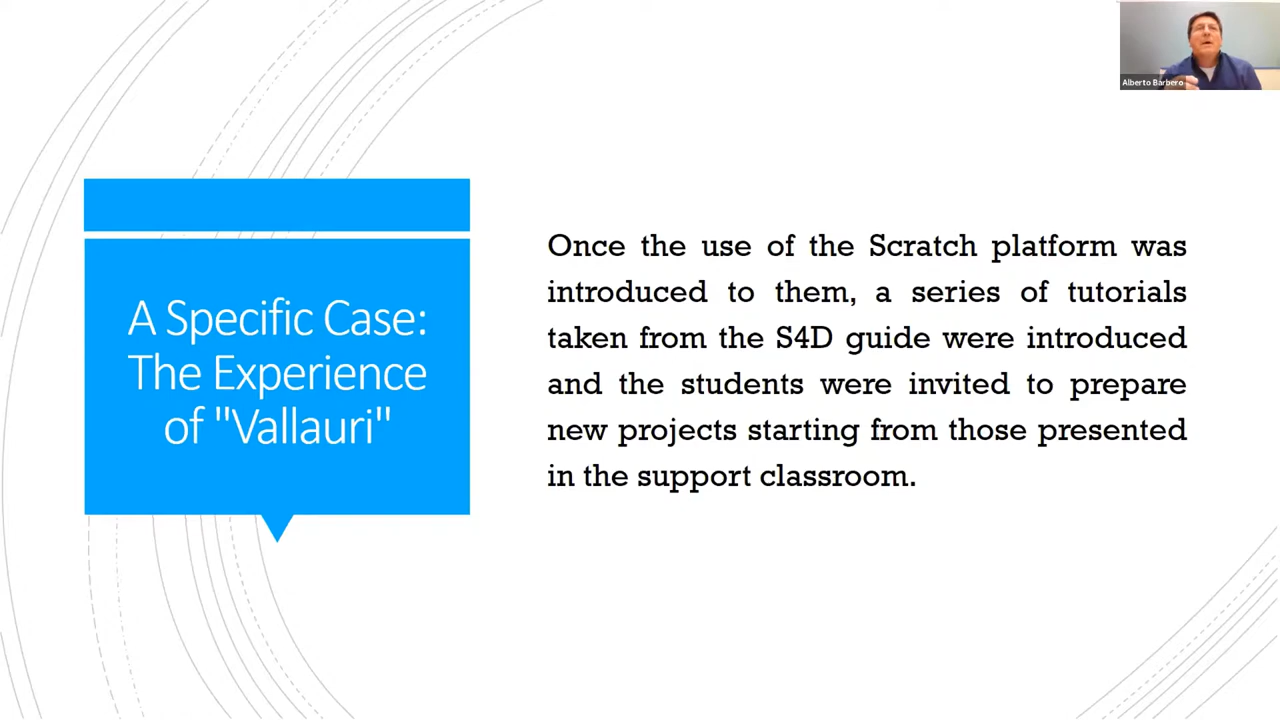 Alberto Barbero
A Specific Case:
The Experience
of "Vallauri"
Once the use of the Scratch platform was
introduced to them, a series of tutorials
taken from the S4D guide were introduced
and the students were invited to prepare
new projects starting from those presented
in the support classroom.